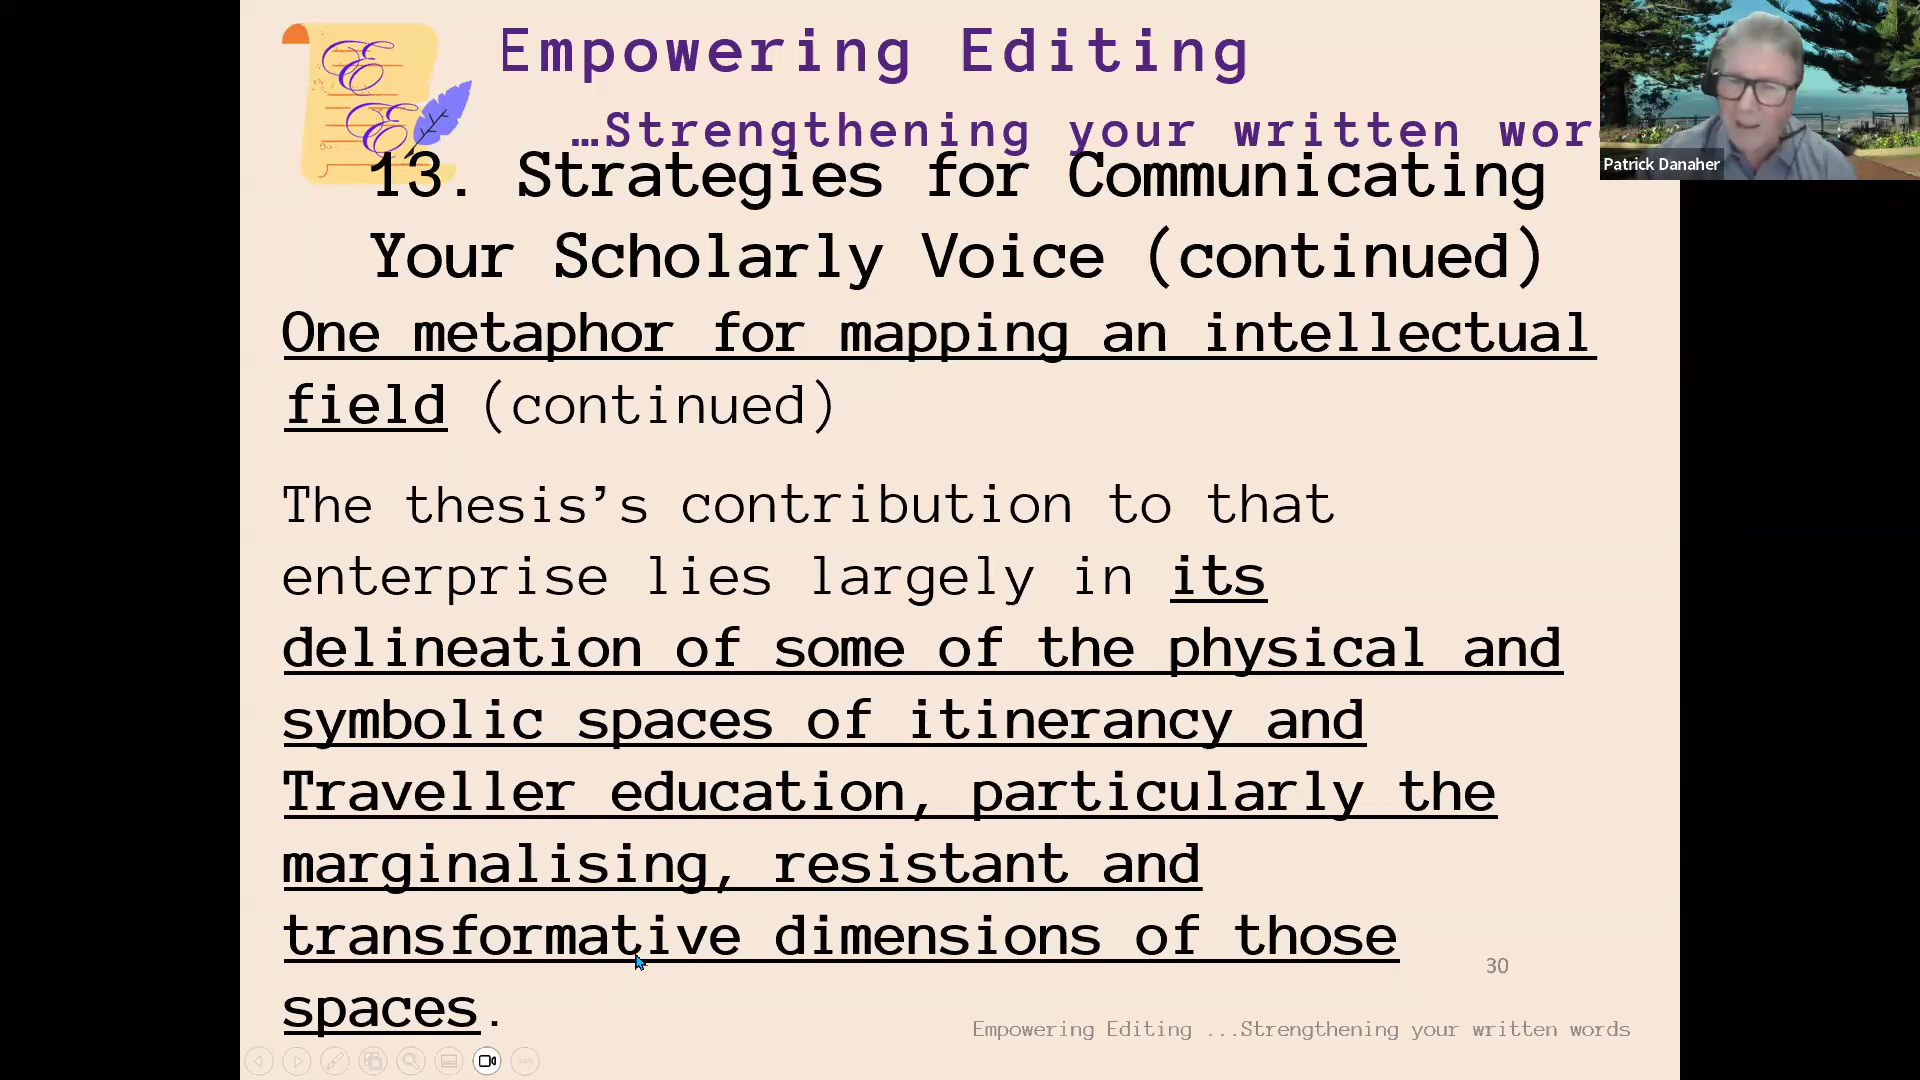 Empowering Editing
…Strengthening your written wor
Patrick Danaher
13. Strategies for Communicating
Your Scholarly Voice (continued)
One metaphor for mapping an intellectual
field (continued)
The thesis’s contribution to that
enterprise lies largely in its
delineation of some of the physical and
symbolic spaces of itinerancy and
Traveller education, particularly the
marginalising, resistant and
transformative dimensions of those
spaces.
30
Empowering Editing ...Strengthening your written words
E E
E E